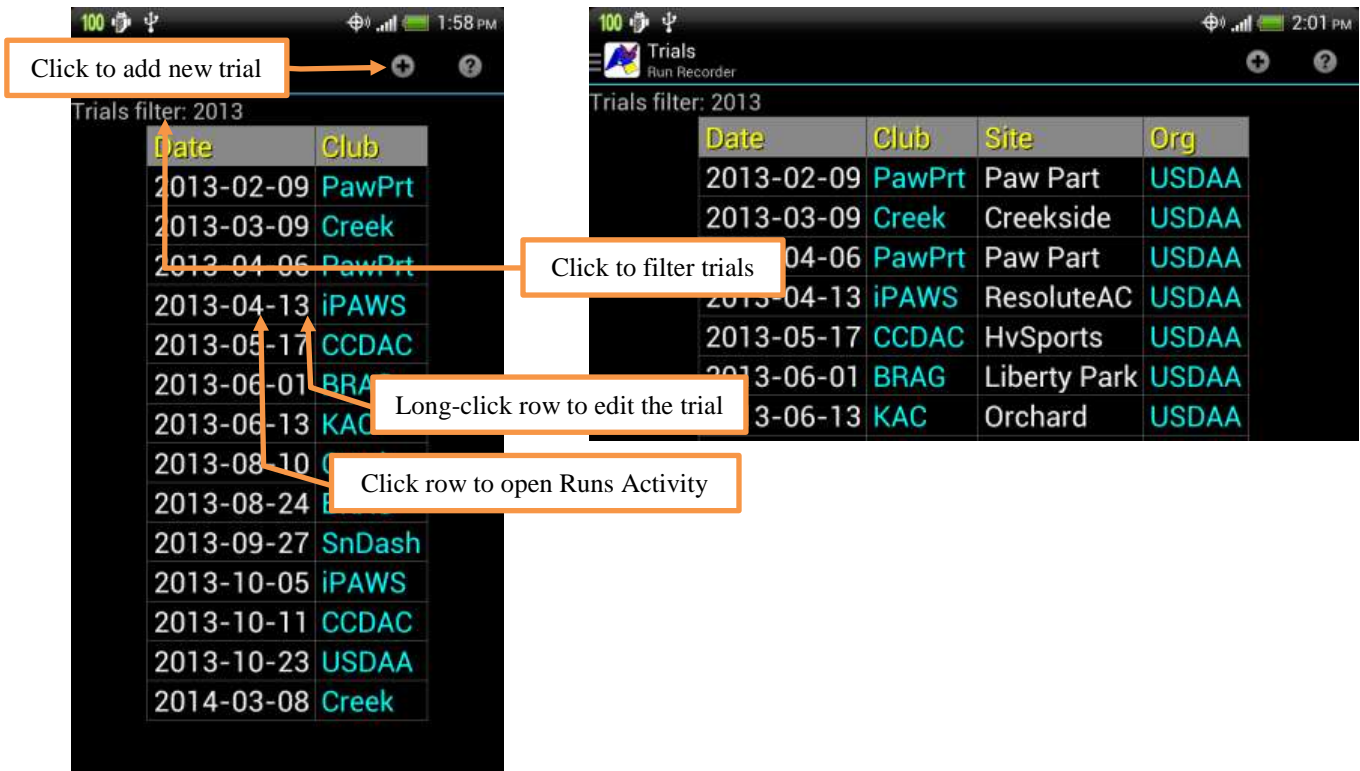 100 1:58 PM
Click to add new trial
Trials filter: 2013
Date Club
2013-02-09 PawPrt
2013-03-09 Creek
2013-04-06 PawPrt
2013-04-13 iPAWS
2013-05-17 CCDAC
2013-06-01 BRA
2013-06-13 KAC
2013-08-10
2013-08-24
2013-09-27 SnDash
2013-10-05 iPAWS
2013-10-11 CCDAC
2013-10-23 USDAA
2014-03-08 Creek
Click to filter trials
Long-click row to edit the trial
Click row to open Runs Activity
100 2:01 PM
Trials
Run Recorder
Trials filter: 2013
Date Club Site Org
2013-02-09 PawPrt Paw Part USDAA
2013-03-09 Creek Creekside USDAA
04-06 PawPrt Paw Part USDAA
2013-04-13 iPAWS ResoluteAC USDAA
2013-05-17 CCDAC HvSports USDAA
2013-06-01 BRAG Liberty Park USDAA
3-06-13 KAC Orchard USDAA